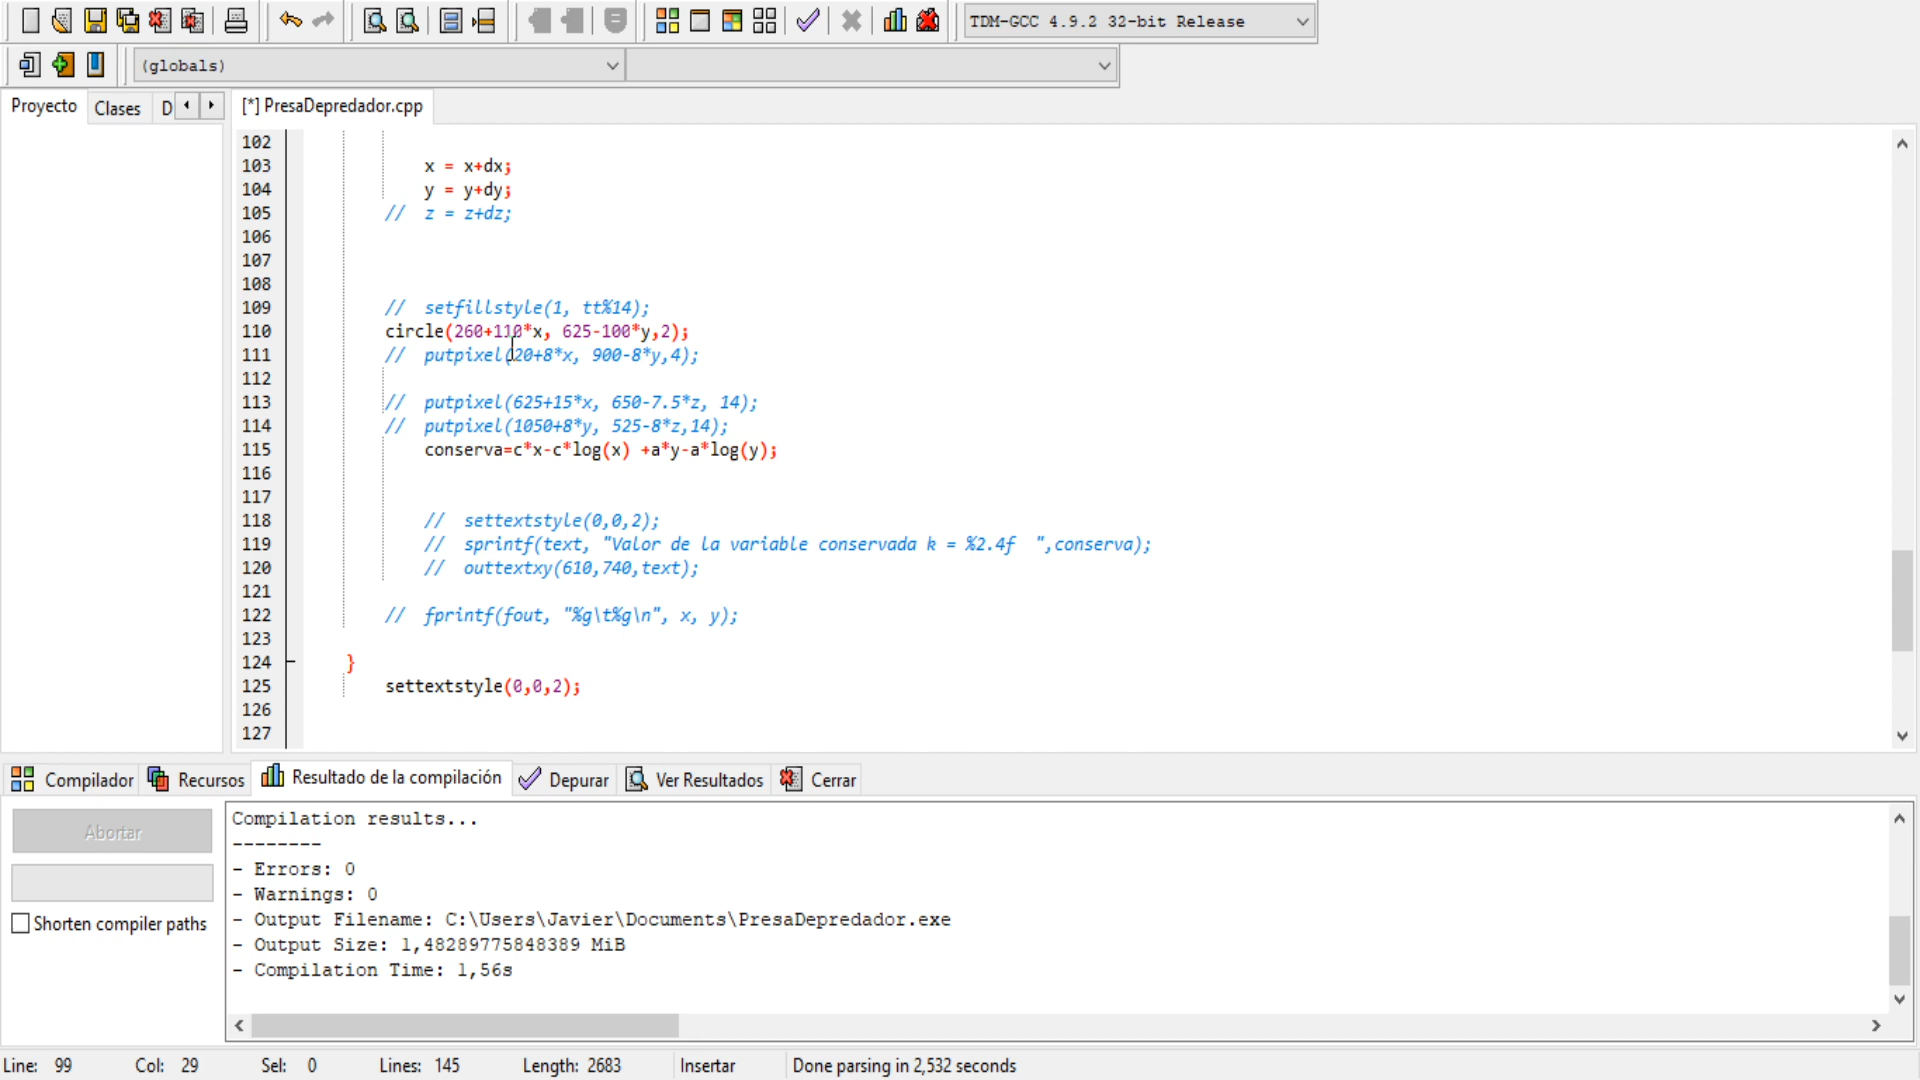 TDM-GCC 4.9.2 32-bit Release
(globals)
Proyecto Clases D [*] PresaDepredador.cpp
102
103 x = x+dx;
104 y = y+dy;
105 // z = z+dz;
106
107
108
109 // setfillstyle(1, tt%14);
110 circle(260+110*x, 625-100*y,2);
111 // putpixel(20+8*x, 900-8*y,4);
112
113 // putpixel(625+15*x, 650-7.5*z, 14);
114 // putpixel(1050+8*y, 525-8*z,14);
115 conserva=c*x-c*log(x) +a*y-a*log(y);
116
117
118 // settextstyle(0,0,2);
119 // sprintf(text, "Valor de la variable conservada k = %2.4f  ",conserva);
120 // outtextxy(610,740,text);
121
122 // fprintf(fout, "%g\t%g\n", x, y);
123
124 }
125 settextstyle(0,0,2);
126
127
Compilador Recursos Resultado de la compilación Depurar Ver Resultados Cerrar
Abortar
Shorten compiler paths
Compilation results...
--------
- Errors: 0
- Warnings: 0
- Output Filename: C:\Users\Javier\Documents\PresaDepredador.exe
- Output Size: 1,48289775848389 MiB
- Compilation Time: 1,56s
Line: 99 Col: 29 Sel: 0 Lines: 145 Length: 2683 Insertar Done parsing in 2,532 seconds